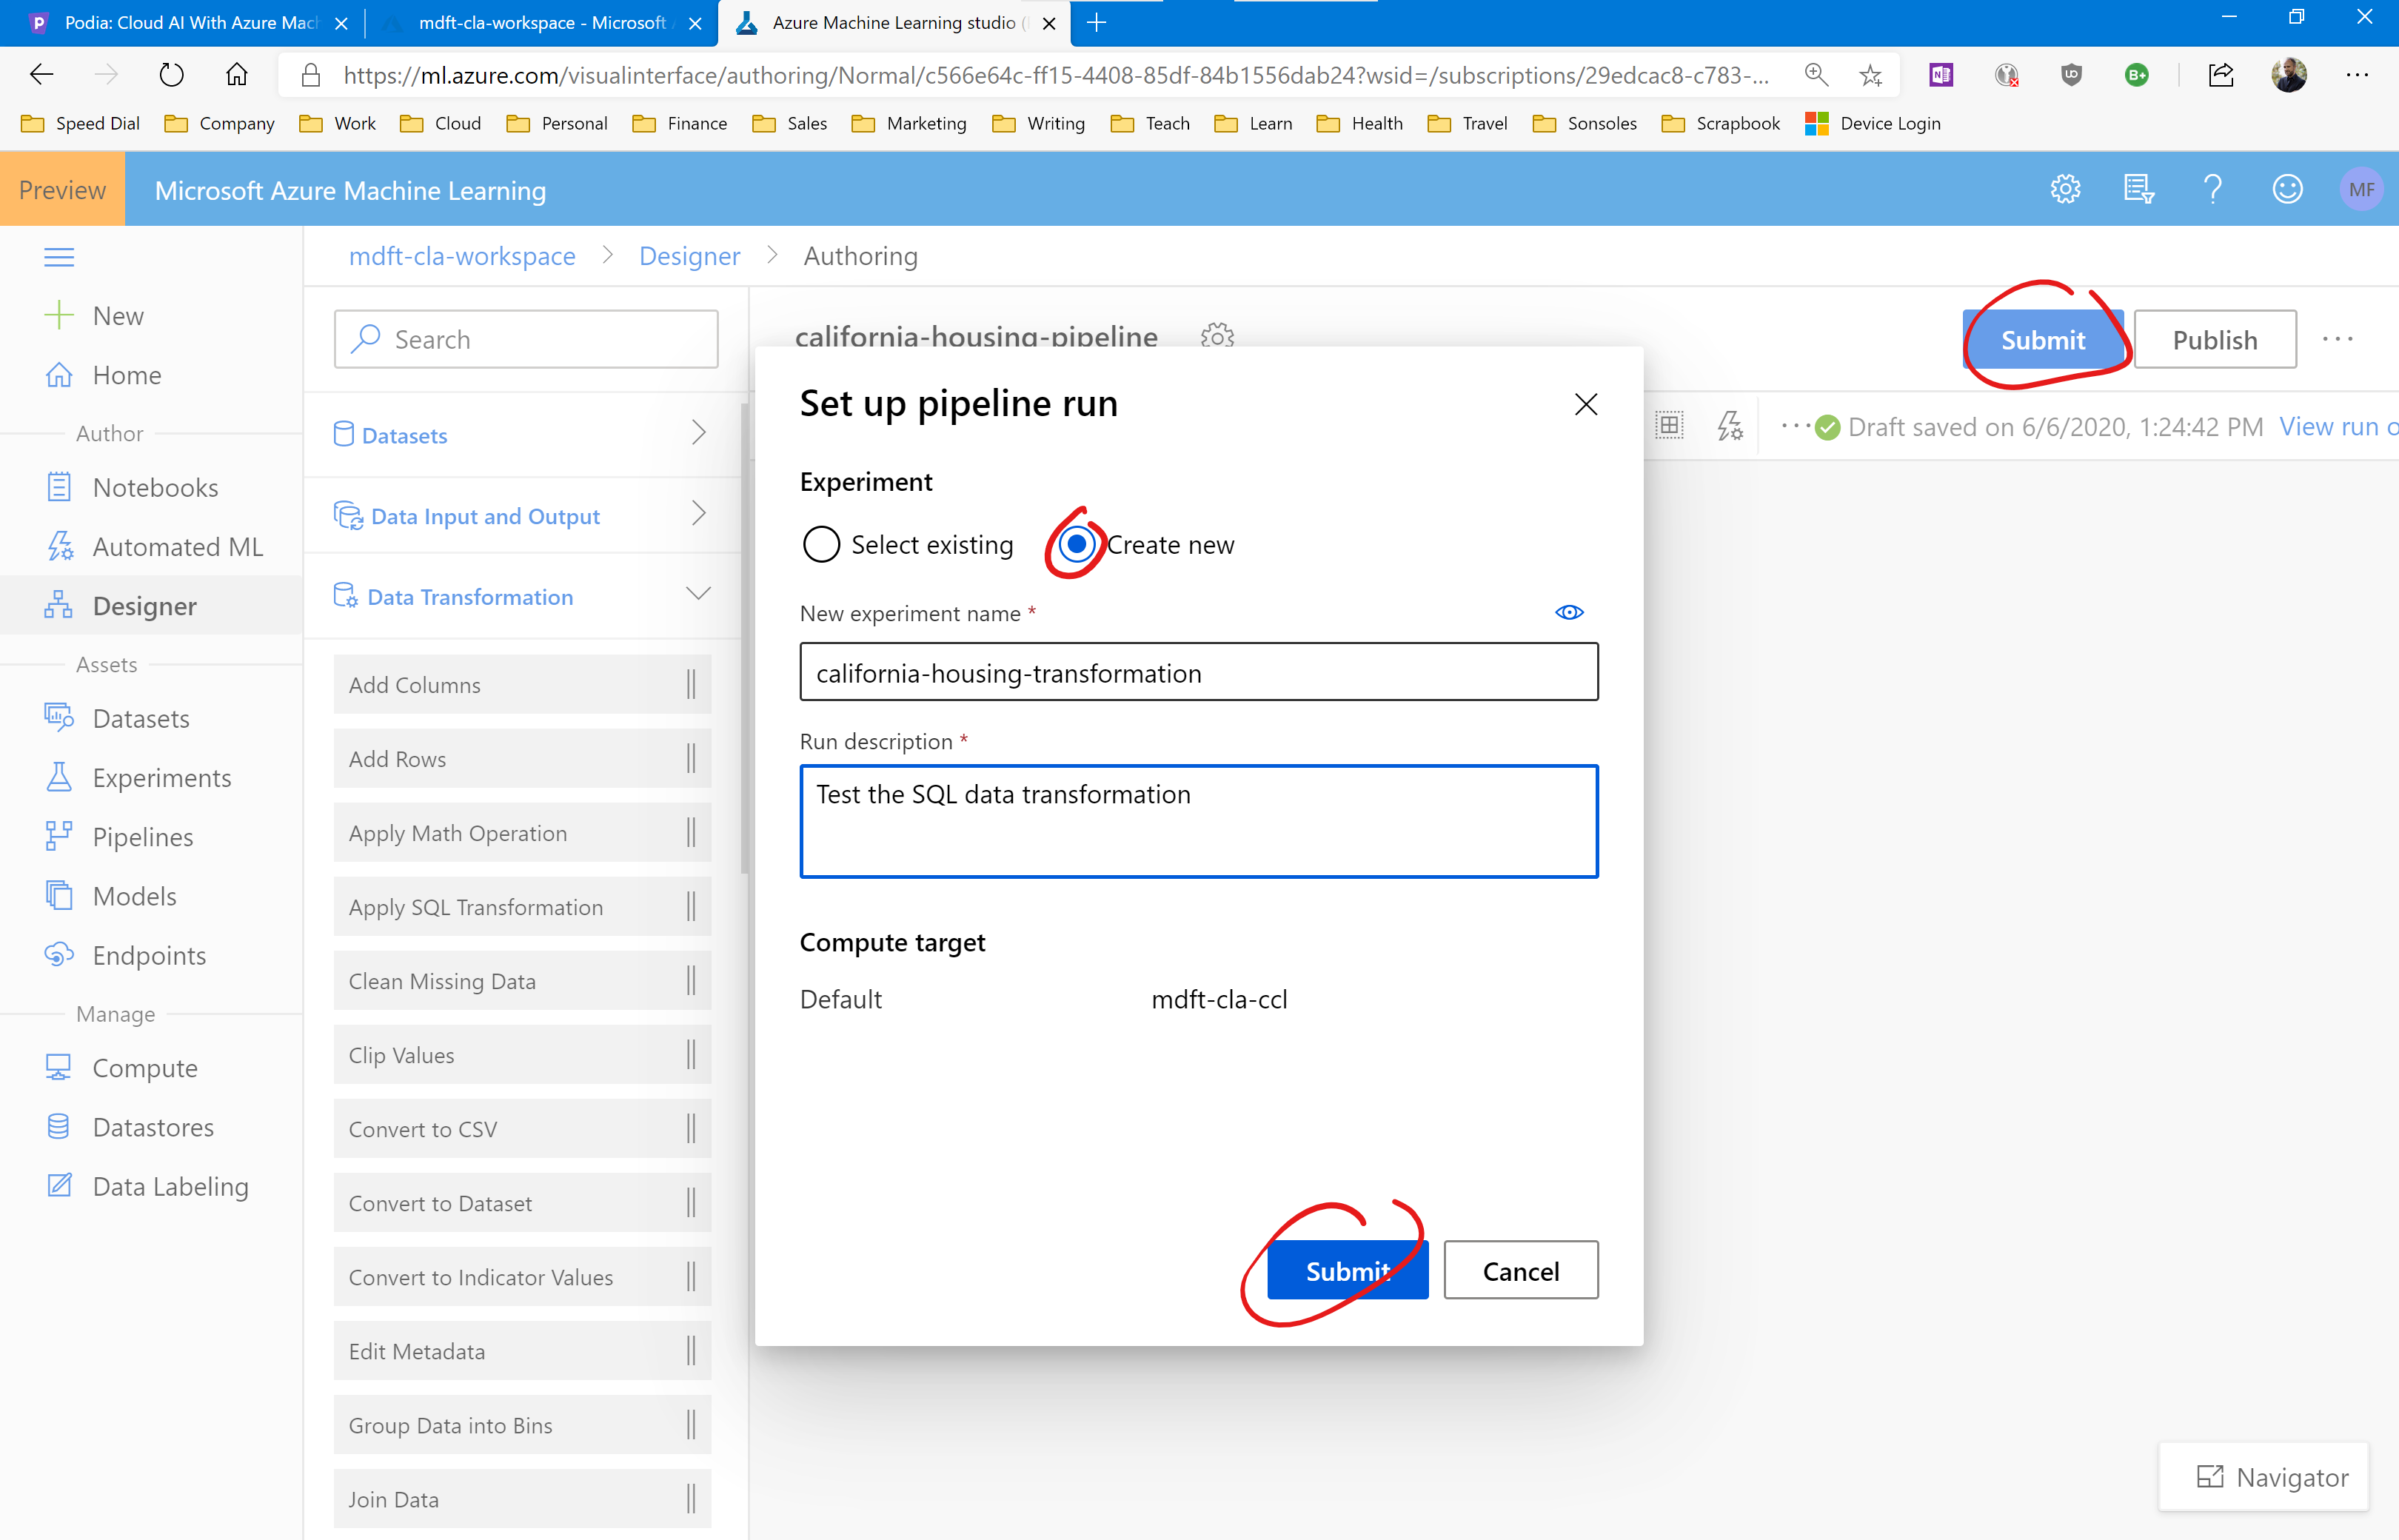 Podia: Cloud AI With Azure Mach
mdft-cla-workspace - Microsoft A
Azure Machine Learning studio (
https://ml.azure.com/visualinterface/authoring/Normal/c566e64c-ff15-4408-85df-84b1556dab24?wsid=/subscriptions/29edcac8-c783-...
Speed Dial
Company
Work
Cloud
Personal
Finance
Sales
Marketing
Writing
Teach
Learn
Health
Travel
Sonsoles
Scrapbook
Device Login
Preview
Microsoft Azure Machine Learning
MF
mdft-cla-workspace > Designer > Authoring
New
Home
Author
Notebooks
Automated ML
Designer
Assets
Datasets
Experiments
Pipelines
Models
Endpoints
Manage
Compute
Datastores
Data Labeling
Search
Datasets
Data Input and Output
Data Transformation
Add Columns
Add Rows
Apply Math Operation
Apply SQL Transformation
Clean Missing Data
Clip Values
Convert to CSV
Convert to Dataset
Convert to Indicator Values
Edit Metadata
Group Data into Bins
Join Data
california-housing-pipeline
Submit
Publish
Draft saved on 6/6/2020, 1:24:42 PM
View run o
Set up pipeline run
Experiment
Select existing
Create new
New experiment name *
california-housing-transformation
Run description *
Test the SQL data transformation
Compute target
Default
mdft-cla-ccl
Submit
Cancel
Navigator